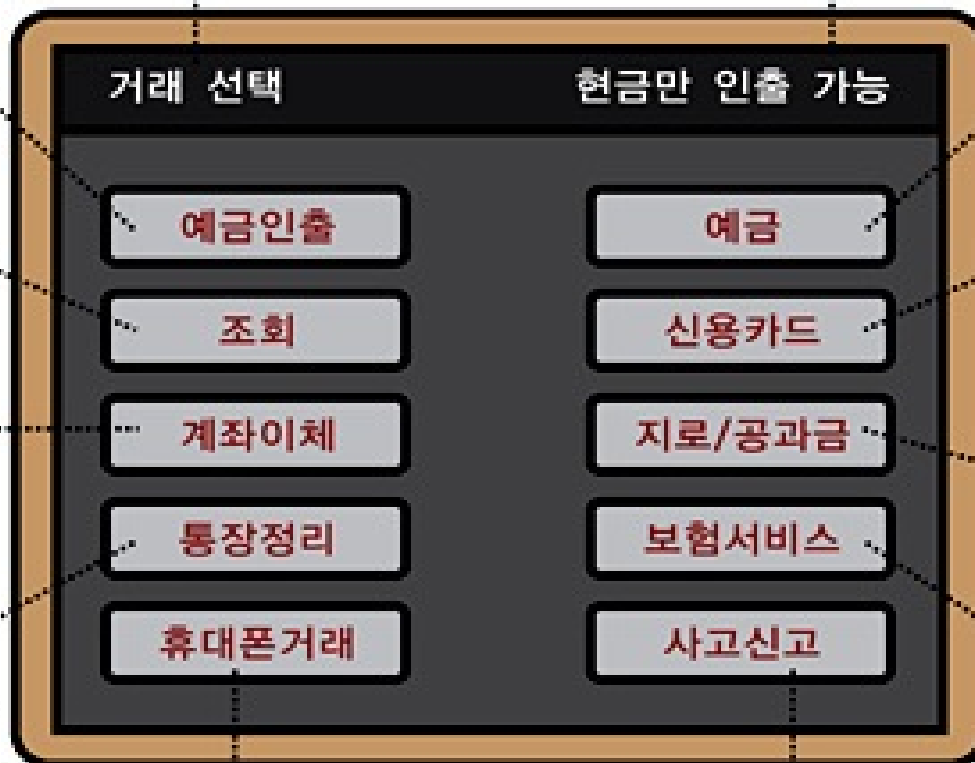 거래 선택
현금만 인출 가능
예금인출
예금
조회
신용카드
계좌이체
지로/공과금
통장정리
보험서비스
휴대폰거래
사고신고